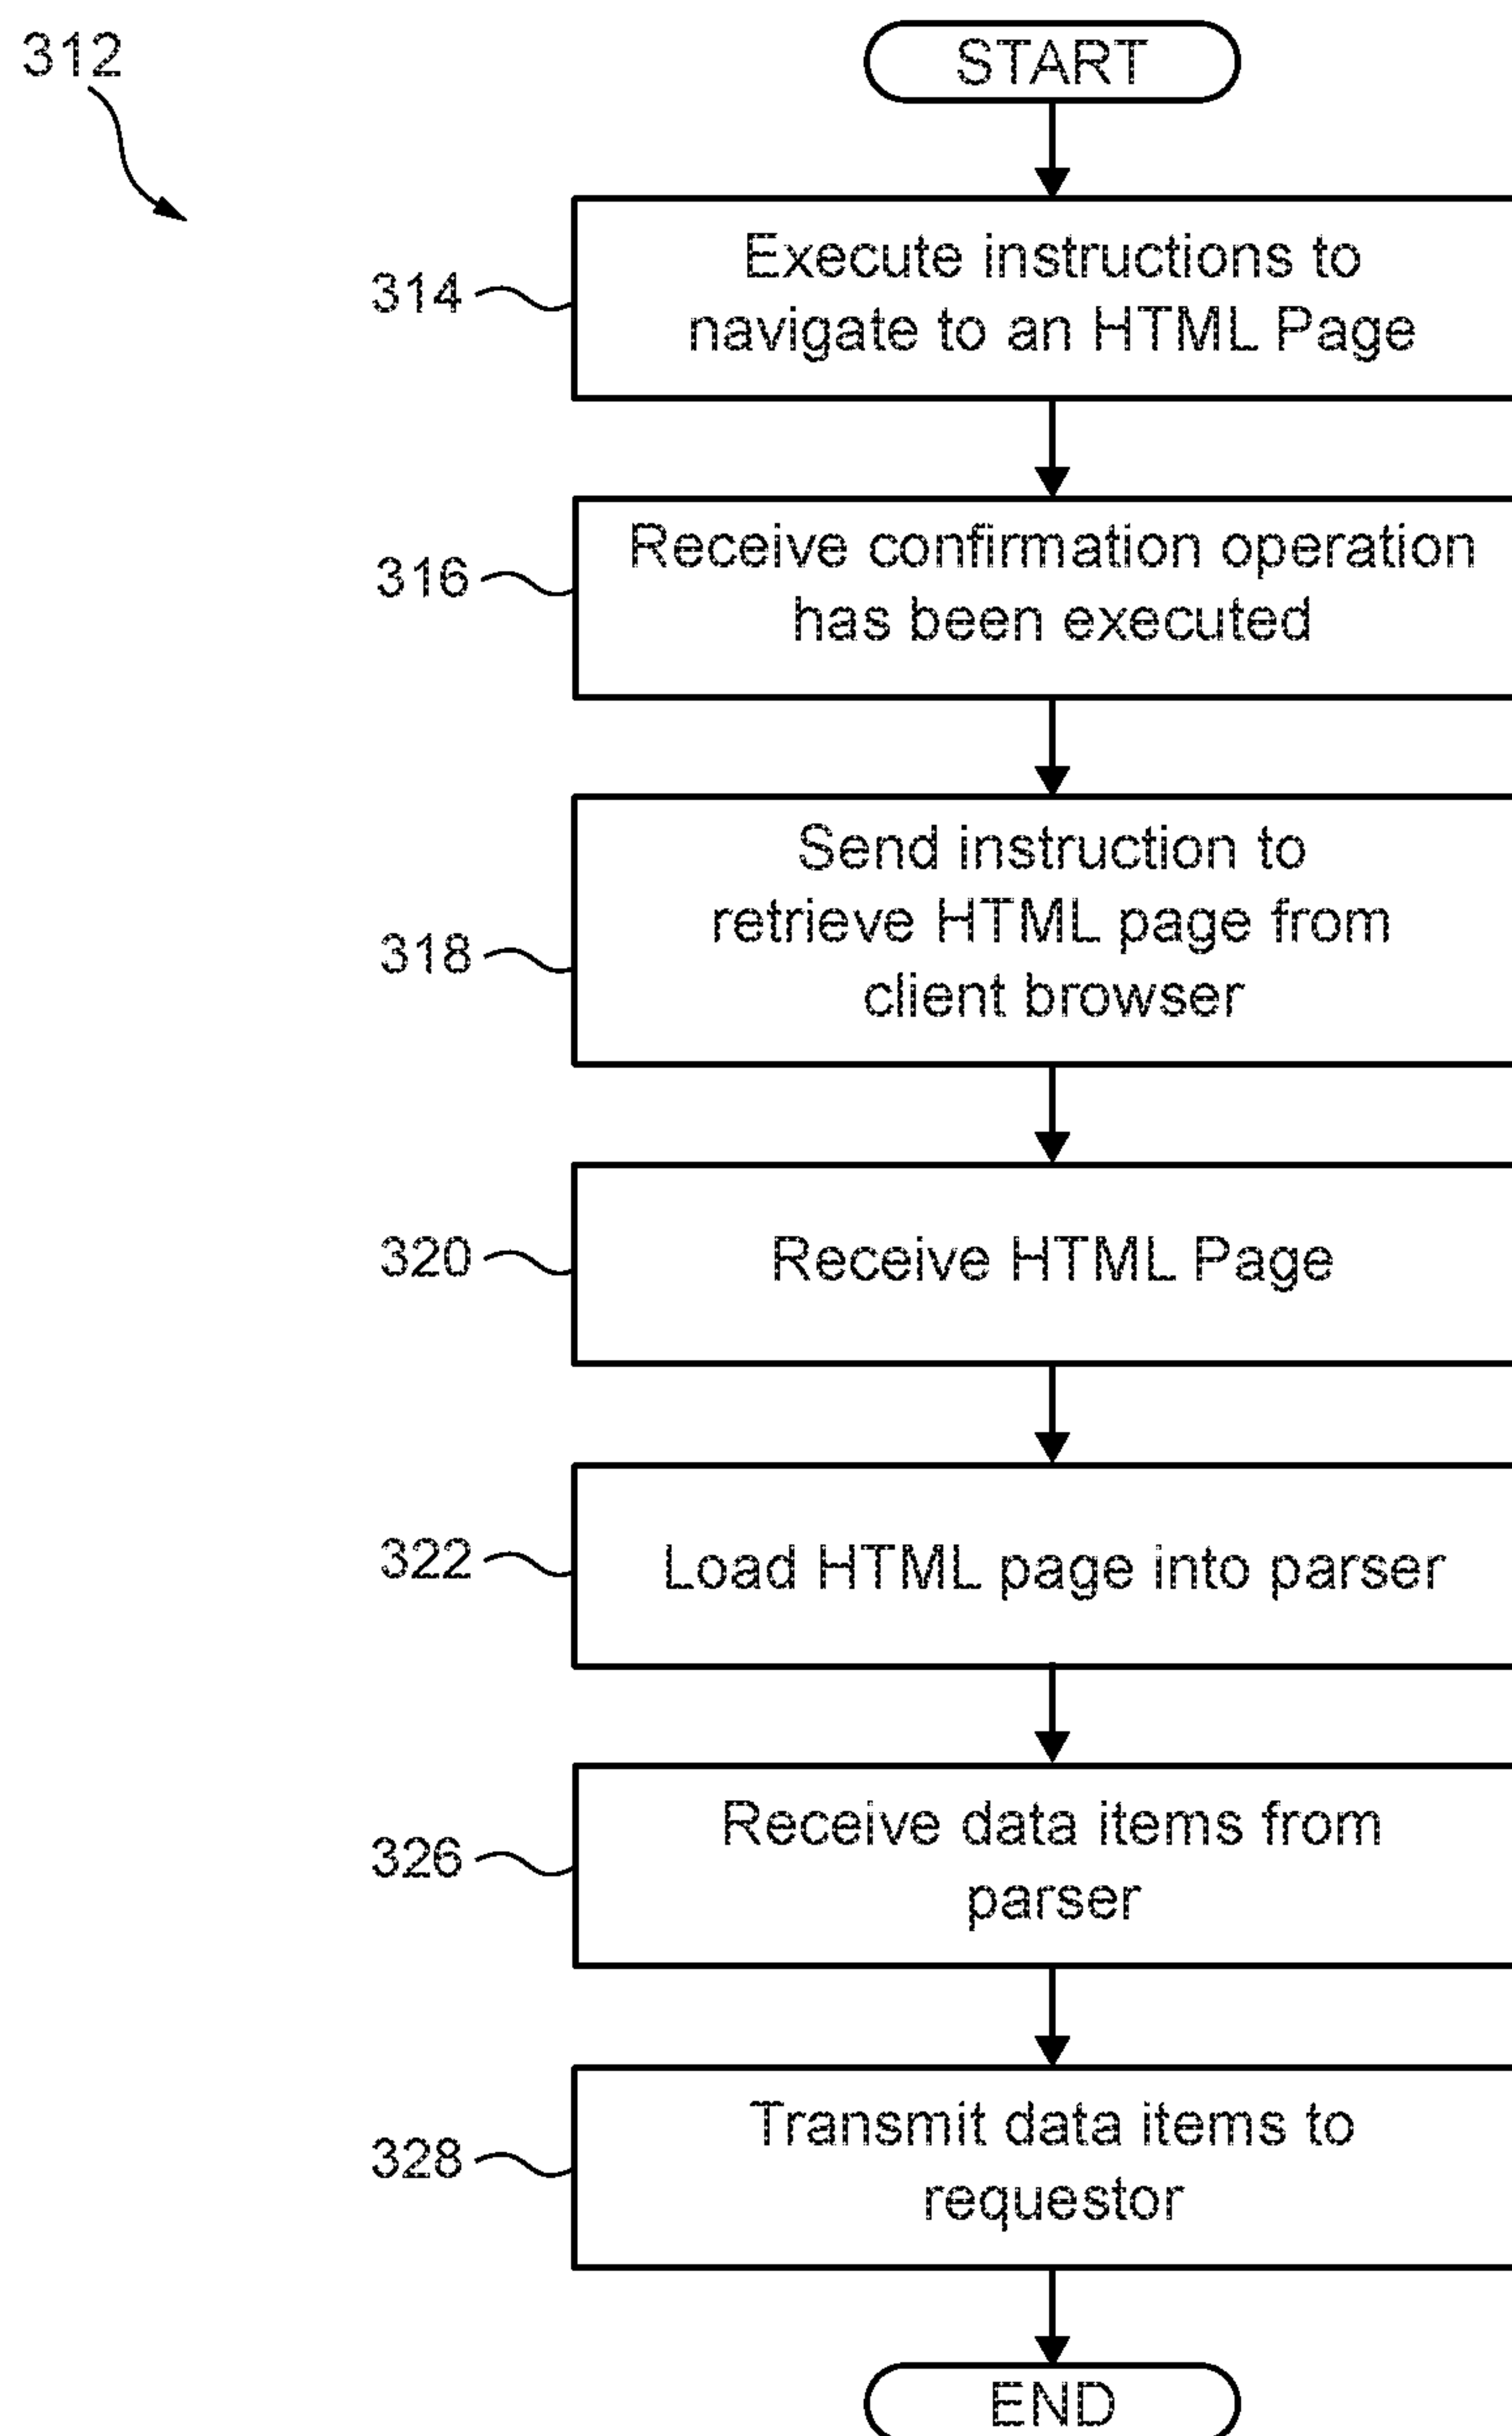 312
START
314
Execute instructions to
navigate to an HTML Page
316
Receive confirmation operation
has been executed
318
Send instruction to
retrieve HTML page from
client browser
320
Receive HTML Page
322
Load HTML page into parser
326
Receive data items from
parser
328
Transmit data items to
requestor
END